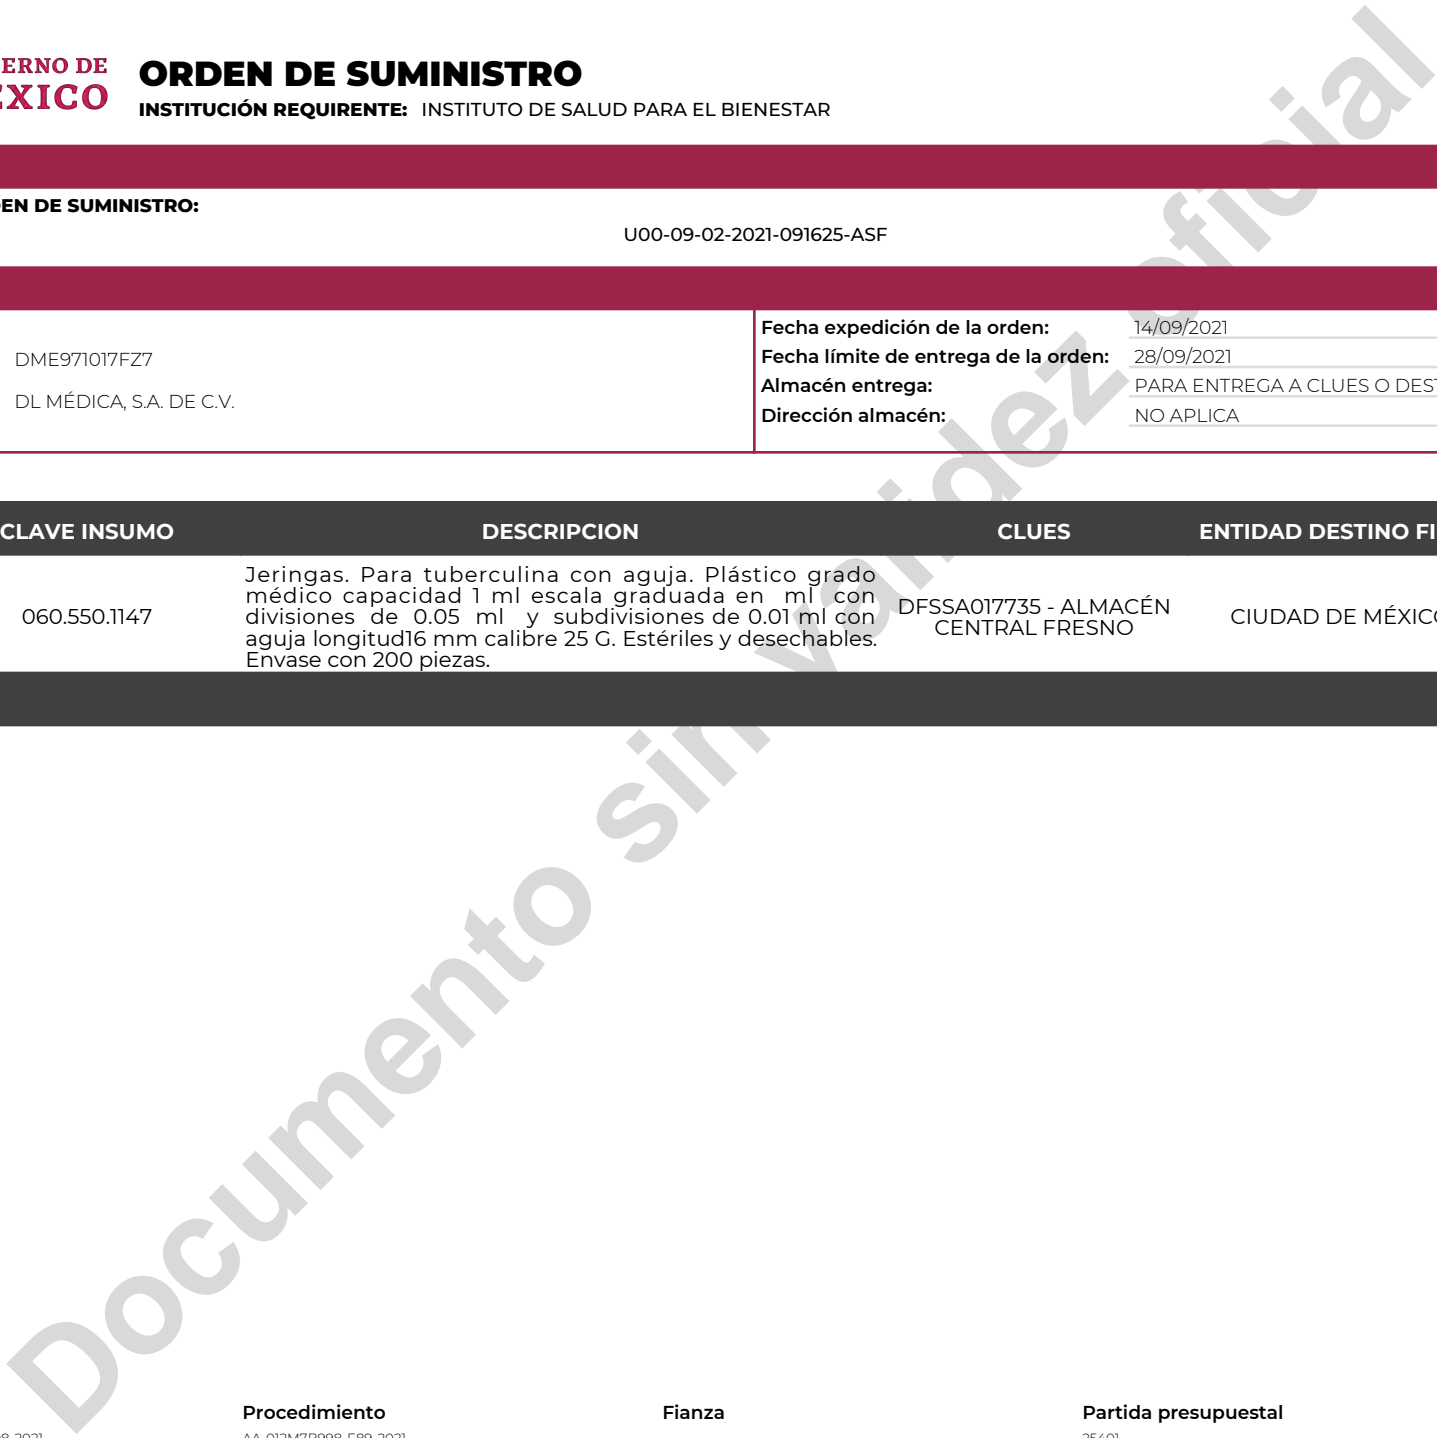 ERNO DE
ORDEN DE SUMINISTRO
INSTITUCIÓN REQUIRENTE: INSTITUTO DE SALUD PARA EL BIENESTAR
EN DE SUMINISTRO:
U00-09-02-2021-091625-ASF
DME971017FZ7
DL MÉDICA, S.A. DE C.V.
Fecha expedición de la orden: 14/09/2021
Fecha límite de entrega de la orden: 28/09/2021
Almacén entrega: PARA ENTREGA A CLUES O DEST
Dirección almacén: NO APLICA
CLAVE INSUMO DESCRIPCION CLUES ENTIDAD DESTINO FI
060.550.1147
Jeringas. Para tuberculina con aguja. Plástico grado
médico capacidad 1 ml escala graduada en ml con
divisiones de 0.05 ml y subdivisiones de 0.01 ml con
aguja longitud16 mm calibre 25 G. Estériles y desechables.
Envase con 200 piezas.
DFSSA017735 - ALMACÉN
CENTRAL FRESNO
CIUDAD DE MÉXICO
Documento sin validez oficial
Procedimiento Fianza Partida presupuestal